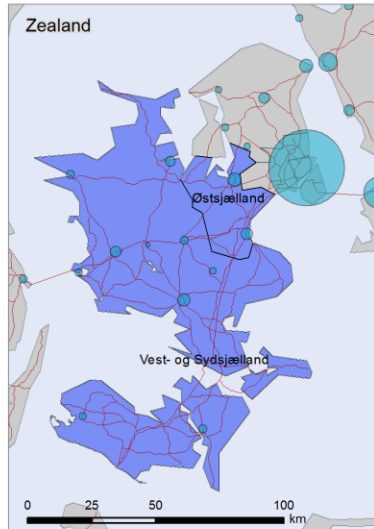 Zealand
Østsjælland
Vest- og Sydsjælland
0 25 50 100
km